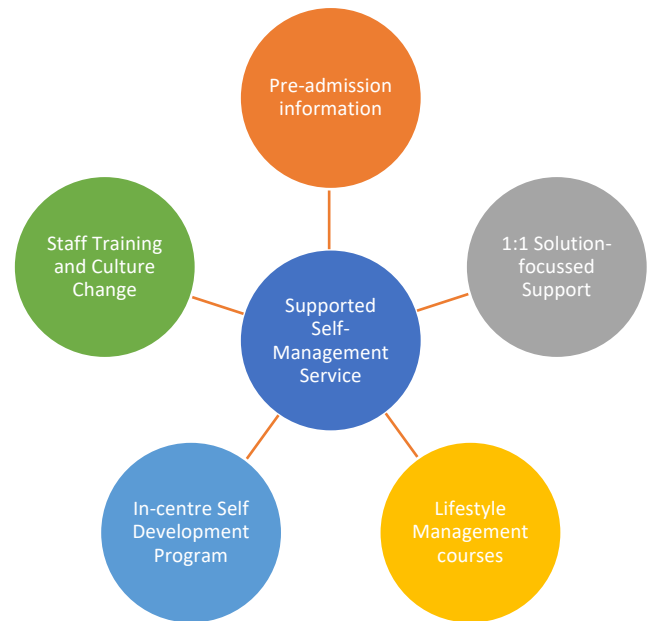 Pre-admission
information
Staff Training
and Culture
Change
1:1 Solution-
focussed
Support
Supported
Self-
Management
Service
In-centre Self
Development
Program
Lifestyle
Management
courses